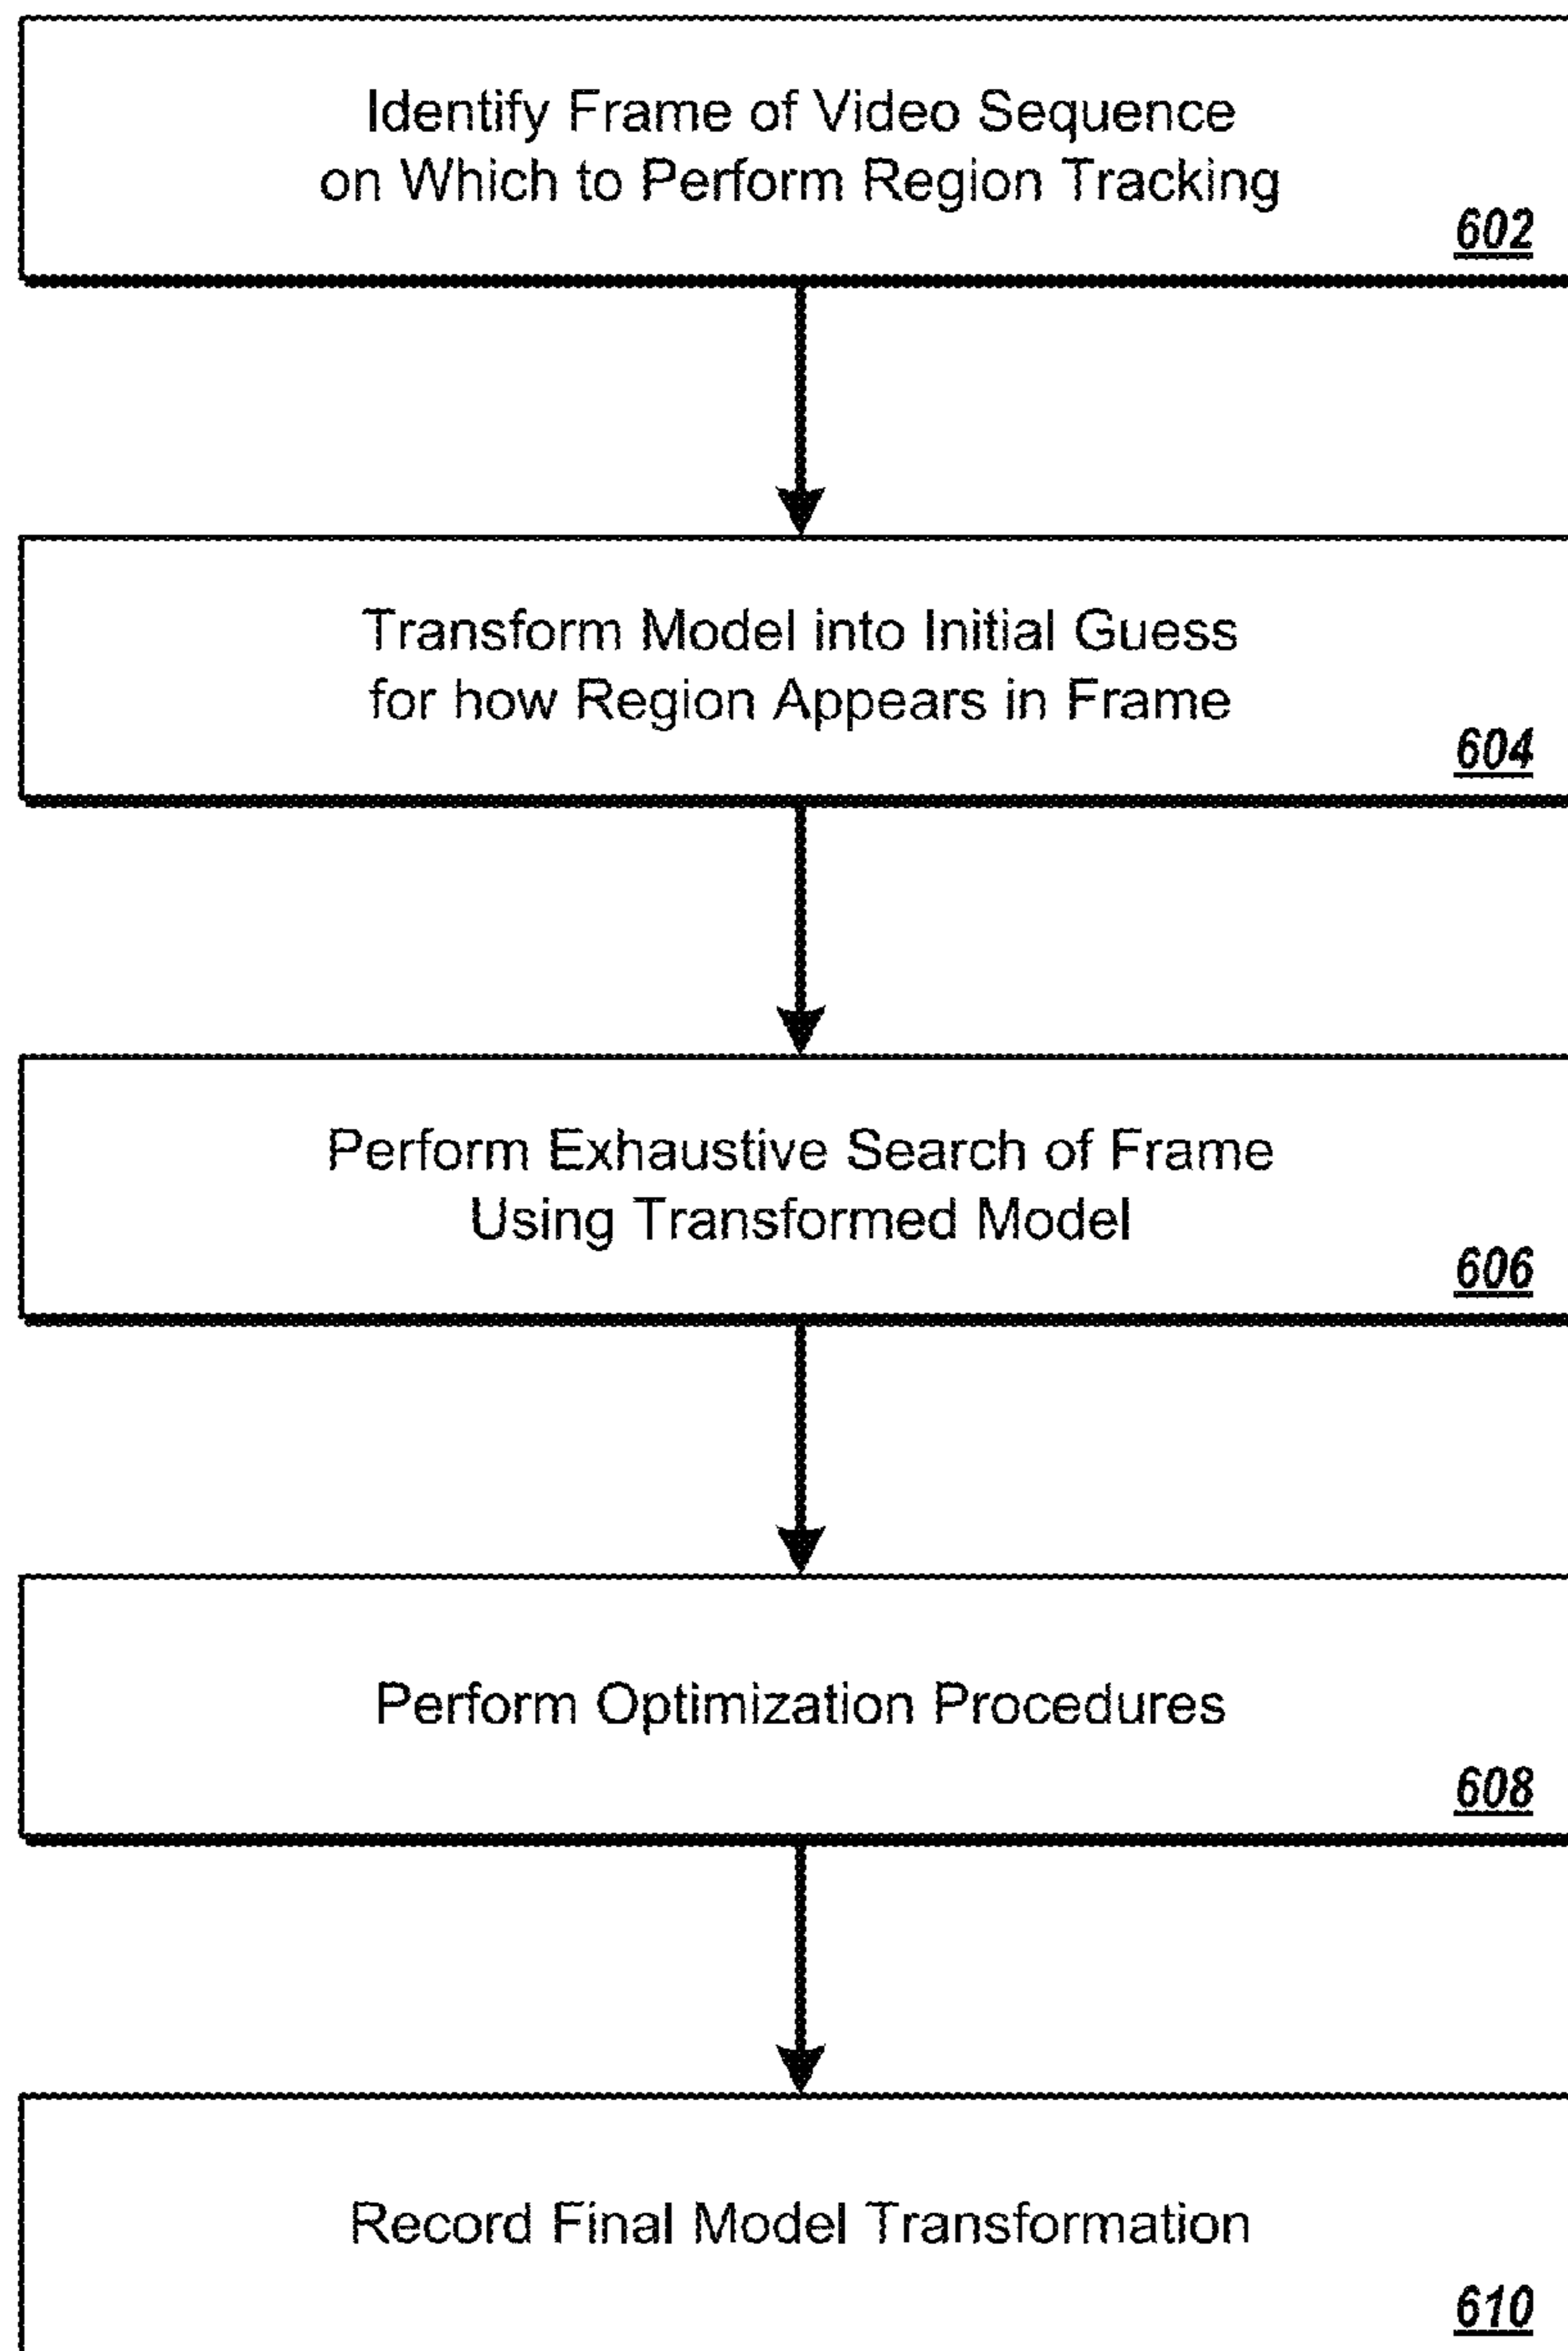 Identify Frame of Video Sequence
on Which to Perform Region Tracking
602
Transform Model into Initial Guess
for how Region Appears in Frame
604
Perform Exhaustive Search of Frame
Using Transformed Model
606
Perform Optimization Procedures
608
Record Final Model Transformation
610